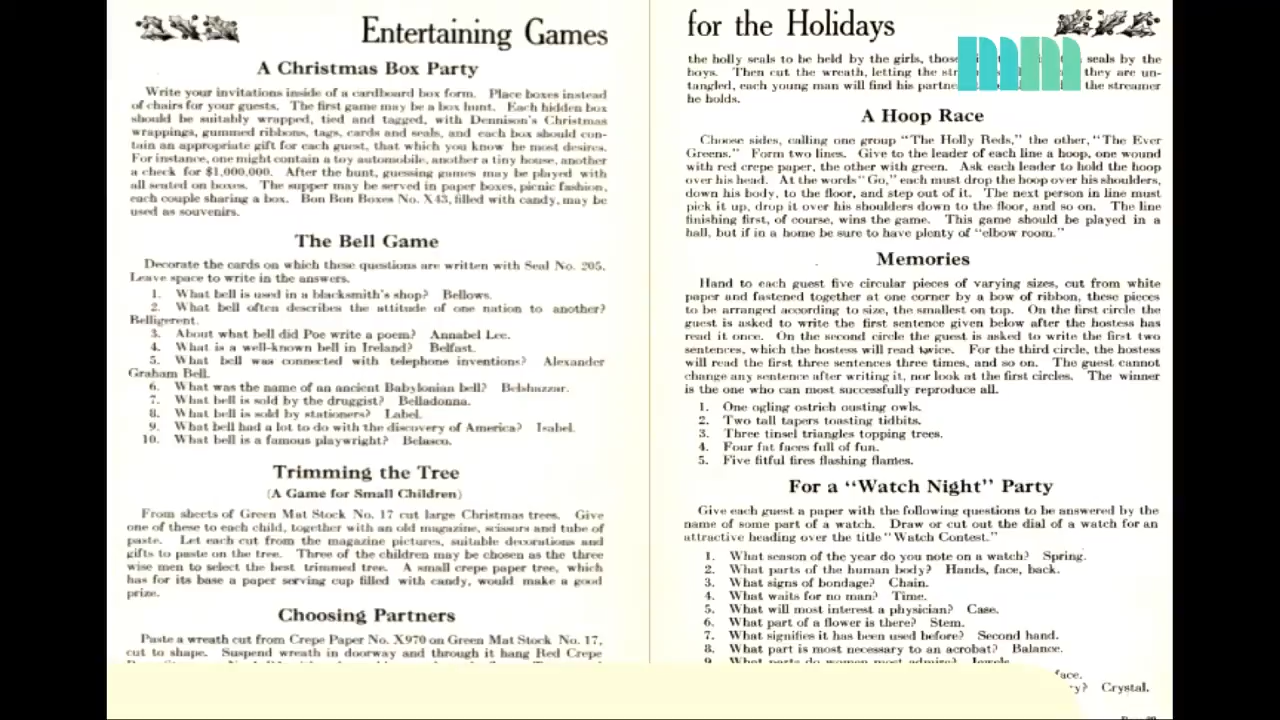 Entertaining Games
A Christmas Box Party
Write your invitations inside of a cardboard box form. Place boxes instead
of chairs for your guests. The first game may be a box hunt. Each hidden box
should be suitably wrapped, tied and tagged, with Dennison's Christmas
wrappings, gummed ribbons, tags, cards and seals, and each box should con-
tain an appropriate gift for each guest, that which you know he most desires.
For instance, one might contain a toy automobile, another a tiny house, another
a check for $1,000,000. After the hunt, guessing games may be played with
all seated on boxes. The supper may be served in paper boxes, picnic fashion,
each couple sharing a box. Bon Bon Boxes No. X43, filled with candy, may be
used as souvenirs.
The Bell Game
Decorate the cards on which these questions are written with Seal No. 205.
Leave space to write in the answers.
1. What bell is used in a blacksmith's shop? Bellows.
2. What bell often describes the attitude of one nation to another?
Belligerent.
3. About what bell did Poe write a poem? Annabel Lee.
4. What is a well-known bell in Ireland? Belfast.
5. What bell was connected with telephone inventions? Alexander
Graham Bell.
6. What was the name of an ancient Babylonian bell? Belshazzar.
7. What bell is sold by the druggist? Belladonna.
8. What bell is sold by stationers? Label.
9. What bell had a lot to do with the discovery of America? Isabel.
10. What bell is a famous playwright? Belasco.
Trimming the Tree
(A Game for Small Children)
From sheets of Green Mat Stock No. 17 cut large Christmas trees. Give
one of these to each child, together with an old magazine, scissors and tube of
paste. Let each cut from the magazine pictures, suitable decorations and
gifts to paste on the tree. Three of the children may be chosen as the three
wise men to select the best trimmed tree. A small crepe paper tree, which
has for its base a paper serving cup filled with candy, would make a good
prize.
Choosing Partners
Paste a wreath cut from Crepe Paper No. X970 on Green Mat Stock No. 17,
cut to shape. Suspend wreath in doorway and through it hang Red Crepe
for the Holidays
the holly seals to be held by the girls, those seals by the
boys. Then cut the wreath, letting the they are un-
tangled, each young man will find his the streamer
he holds.
A Hoop Race
Choose sides, calling one group "The Holly Reds," the other, "The Ever
Greens." Form two lines. Give to the leader of each line a hoop, one wound
with red crepe paper, the other with green. Ask each leader to hold the hoop
over his head. At the words "Go," each must drop the hoop over his shoulders,
down his body, to the floor, and step out of it. The next person in line must
pick it up, drop it over his shoulders down to the floor, and so on. The line
finishing first, of course, wins the game. This game should be played in a
hall, but if in a home be sure to have plenty of "elbow room."
Memories
Hand to each guest five circular pieces of varying sizes, cut from white
paper and fastened together at one corner by a bow of ribbon, these pieces
to be arranged according to size, the smallest on top. On the first circle the
guest is asked to write the first sentence given below after the hostess has
read it once. On the second circle the guest is asked to write the first two
sentences, which the hostess will read twice. For the third circle, the hostess
will read the first three sentences three times, and so on. The guest cannot
change any sentence after writing it, nor look at the first circles. The winner
is the one who can most successfully reproduce all.
1. One ogling ostrich ousting owls.
2. Two tall tapers toasting tidbits.
3. Three tinsel triangles topping trees.
4. Four fat faces full of fun.
5. Five fitful fires flashing flames.
For a "Watch Night" Party
Give each guest a paper with the following questions to be answered by the
name of some part of a watch. Draw or cut out the dial of a watch for an
attractive heading over the title "Watch Contest."
1. What season of the year do you note on a watch? Spring.
2. What parts of the human body? Hands, face, back.
3. What signs of bondage? Chain.
4. What waits for no man? Time.
5. What will most interest a physician? Case.
6. What part of a flower is there? Stem.
7. What signifies it has been used before? Second hand.
8. What part is most necessary to an acrobat? Balance.
9. What parts do women most admire? Jewels.
face.
Crystal.